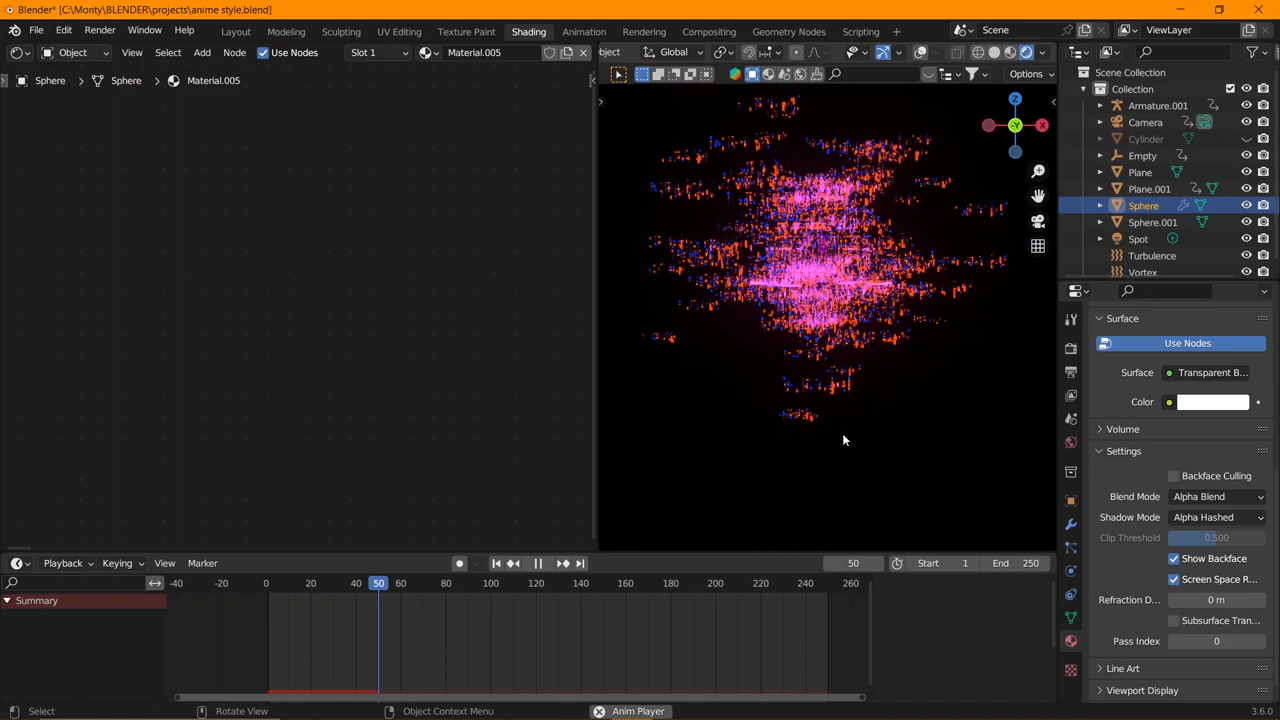 Blender* [C:\Monty\BLENDER\projects\anime style.blend]
File Edit Render Window Help Layout Modeling Sculpting UV Editing Texture Paint Shading Animation Rendering Compositing Geometry Nodes Scripting + Scene ViewLayer
Object View Select Add Node Use Nodes Slot 1 Material.005 object Global
Options
Sphere > Sphere > Material.005
Z
-Y
X
Scene Collection
Collection
Armature.001
Camera
Cylinder
Empty
Plane
Plane.001
Sphere
Sphere.001
Spot
Turbulence
Vortex
Surface
Use Nodes
Surface Transparent B...
Color
Volume
Settings
Backface Culling
Blend Mode Alpha Blend
Shadow Mode Alpha Hashed
Clip Threshold 0.500
Show Backface
Screen Space R...
Refraction D... 0 m
Subsurface Tran...
Pass Index 0
Line Art
Viewport Display
Playback Keying View Marker 50 Start 1 End 250
-40 -20 0 20 40 50 60 80 100 120 140 160 180 200 220 240 260
Summary
Select Rotate View Object Context Menu Anim Player 3.6.0